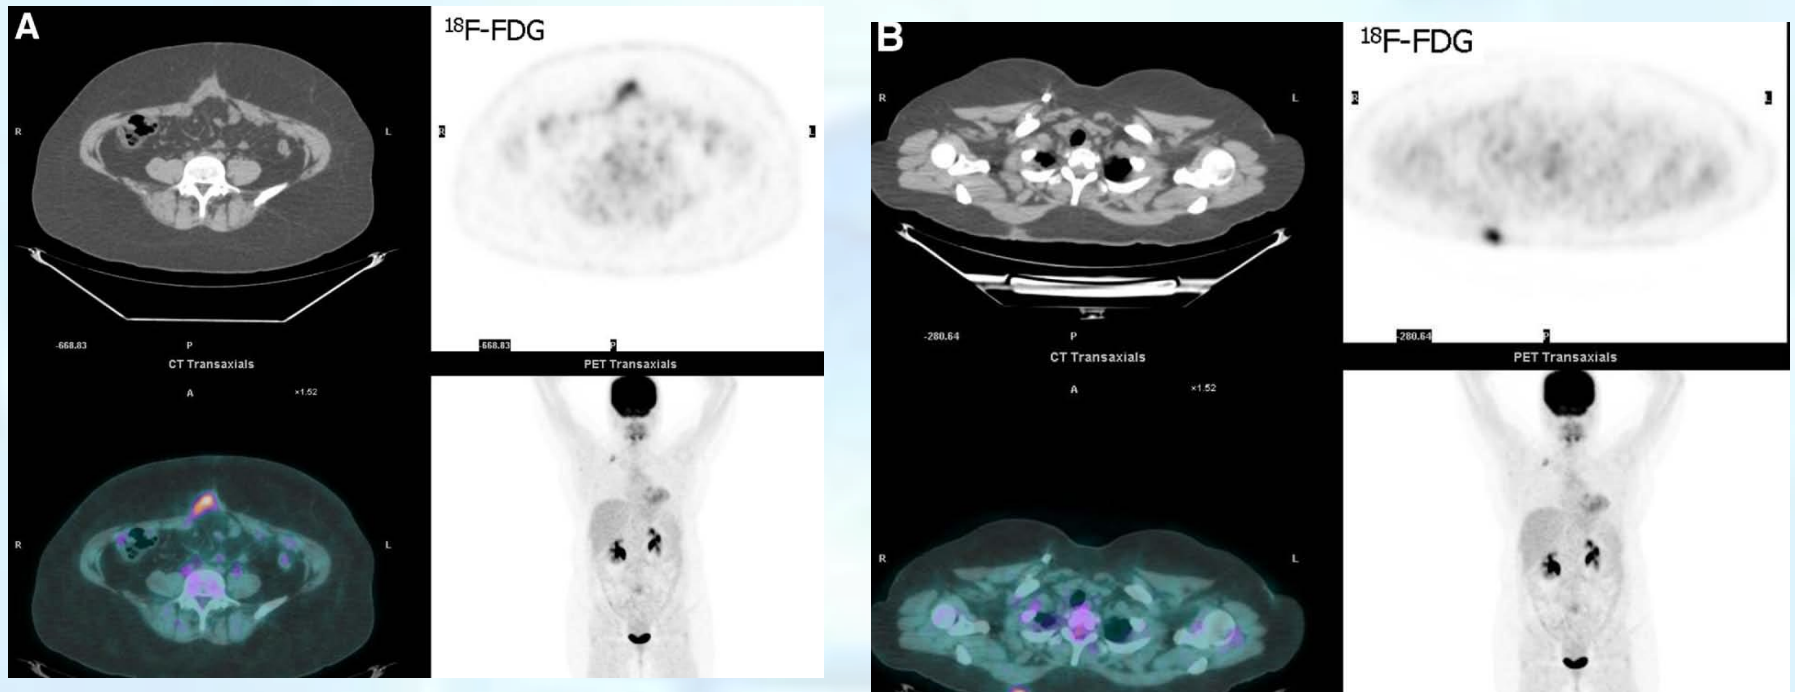 A
¹⁸F-FDG
R
L
R
L
-668.83
P
-668.83
P
CT Transaxials
PET Transaxials
A
×1.52
R
L
B
¹⁸F-FDG
R
L
R
L
-280.64
P
-280.64
P
CT Transaxials
PET Transaxials
A
×1.52
R
L